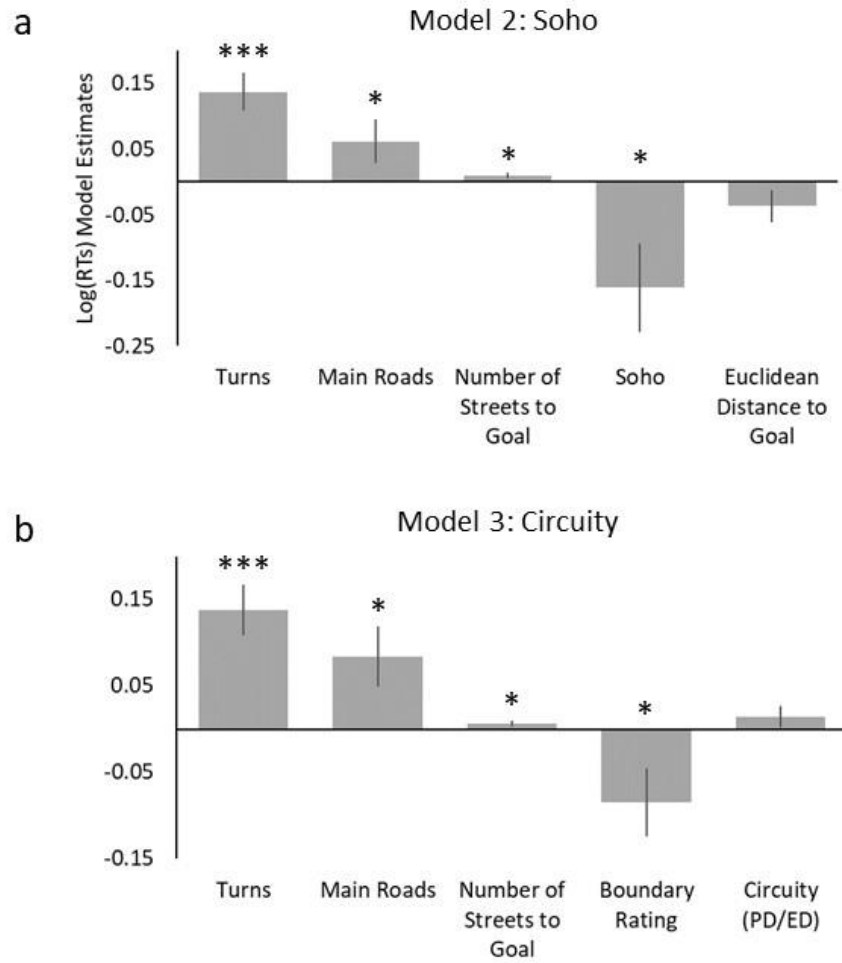 a
Model 2: Soho
***
*
*
*
0.15
0.05
-0.05
-0.15
-0.25
Log(RTs) Model Estimates
Turns
Main Roads
Number of
Streets to
Goal
Soho
Euclidean
Distance to
Goal
b
Model 3: Circuity
***
*
*
*
0.15
0.05
-0.05
-0.15
Turns
Main Roads
Number of
Streets to
Goal
Boundary
Rating
Circuity
(PD/ED)